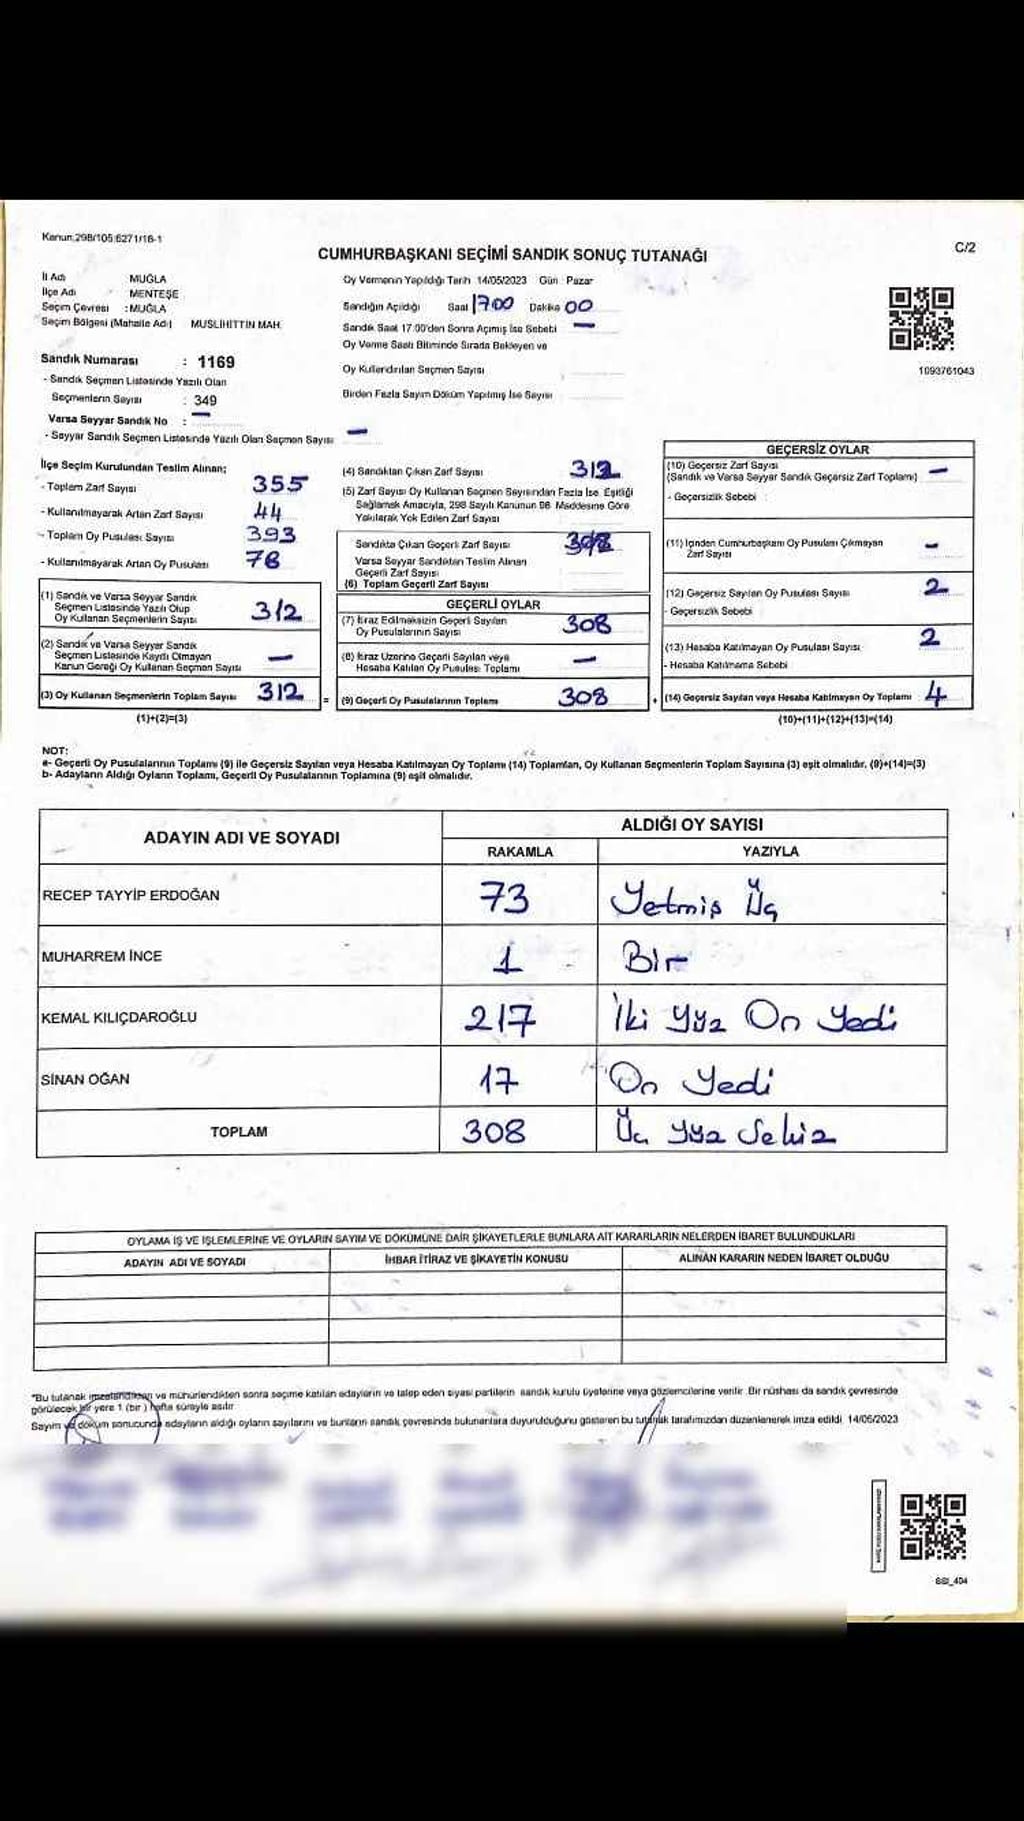 Kanun:298/105:6271/16-1
C/2
CUMHURBAŞKANI SEÇİMİ SANDIK SONUÇ TUTANAĞI
İl Adı MUĞLA
İlçe Adı : MENTEŞE
Seçim Çevresi : MUĞLA
Seçim Bölgesi (Mahalle Adı) MUSLİHİTTİN MAH.
Sandık Numarası : 1169
- Sandık Seçmen Listesinde Yazılı Olan
Seçmenlerin Sayısı : 349
Varsa Seyyar Sandık No : -
- Seyyar Sandık Seçmen Listesinde Yazılı Olan Seçmen Sayısı -
Oy Vermenin Yapıldığı Tarih 14/05/2023 Gün : Pazar
Sandığın Açıldığı Saat 1700 Dakika 00
Sandık Saat 17:00'den Sonra Açımış İse Sebebi -
Oy Verme Saati Bitiminde Sırada Bekleyen ve
Oy Kullandırılan Seçmen Sayısı
Birden Fazla Sayım Döküm Yapılmış İse Sayısı
1093761043
İlçe Seçim Kurulundan Teslim Alınan;
- Toplam Zarf Sayısı 355
- Kullanılmayarak Artan Zarf Sayısı 44
- Toplam Oy Pusulası Sayısı 393
- Kullanılmayarak Artan Oy Pusulası 78
(1) Sandık ve Varsa Seyyar Sandık
Seçmen Listesinde Yazılı Olup
Oy Kullanan Seçmenlerin Sayısı 312
(2) Sandık ve Varsa Seyyar Sandık
Seçmen Listesinde Kaydı Olmayan
Kanun Gereği Oy Kullanan Seçmen Sayısı -
(3) Oy Kullanan Seçmenlerin Toplam Sayısı 312 =
(1)+(2)=(3)
(4) Sandıktan Çıkan Zarf Sayısı 312
(5) Zarf Sayısı Oy Kullanan Seçmen Sayısından Fazla İse, Eşitliği
Sağlamak Amacıyla, 298 Sayılı Kanunun 98. Maddesine Göre
Yakılarak Yok Edilen Zarf Sayısı
Sandıkta Çıkan Geçerli Zarf Sayısı
Varsa Seyyar Sandıktan Teslim Alınan
Geçerli Zarf Sayısı
(6) Toplam Geçerli Zarf Sayısı
GEÇERLİ OYLAR
(7) İtiraz Edilmeksizin Geçerli Sayılan
Oy Pusulalarının Sayısı 308
(8) İtiraz Üzerine Geçerli Sayılan veya
Hesaba Katılan Oy Pusulası Toplamı -
(9) Geçerli Oy Pusulalarının Toplamı 308 +
GEÇERSİZ OYLAR
(10) Geçersiz Zarf Sayısı
(Sandık ve Varsa Seyyar Sandık Geçersiz Zarf Toplamı) -
- Geçersizlik Sebebi :
(11) İçinden Cumhurbaşkanı Oy Pusulası Çıkmayan
Zarf Sayısı -
(12) Geçersiz Sayılan Oy Pusulası Sayısı 2
- Geçersizlik Sebebi
(13) Hesaba Katılmayan Oy Pusulası Sayısı 2
- Hesaba Katılmama Sebebi
(14) Geçersiz Sayılan veya Hesaba Katılmayan Oy Toplamı 4
(10)+(11)+(12)+(13)=(14)
NOT:
a- Geçerli Oy Pusulalarının Toplamı (9) ile Geçersiz Sayılan veya Hesaba Katılmayan Oy Toplamı (14) Toplamları, Oy Kullanan Seçmenlerin Toplam Sayısına (3) eşit olmalıdır. (9)+(14)=(3)
b- Adayların Aldığı Oyların Toplamı, Geçerli Oy Pusulalarının Toplamına (9) eşit olmalıdır.
ADAYIN ADI VE SOYADI ALDIĞI OY SAYISI
RAKAMLA YAZIYLA
RECEP TAYYİP ERDOĞAN 73 Yetmiş Üç
MUHARREM İNCE 1 Bir
KEMAL KILIÇDAROĞLU 217 İki Yüz On Yedi
SİNAN OĞAN 17 On Yedi
TOPLAM 308 Üç Yüz Sekiz
OYLAMA İŞ VE İŞLEMLERİNE VE OYLARIN SAYIM VE DÖKÜMÜNE DAİR ŞİKAYETLERLE BUNLARA AİT KARARLARIN NELERDEN İBARET BULUNDUKLARI
ADAYIN ADI VE SOYADI İHBAR İTİRAZ VE ŞİKAYETİN KONUSU ALINAN KARARIN NEDEN İBARET OLDUĞU
*Bu tutanak imzalandıktan ve mühürlendikten sonra seçime katılan adayların ve talep eden siyasi partilerin sandık kurulu üyelerine veya gözlemcilerine verilir. Bir nüshası da sandık çevresinde
görülecek bir yere 1 (bir) hafta süreyle asılır.
Sayım ve döküm sonucunda adayların aldığı oyların sayılarını ve bunların sandık çevresinde bulunanlara duyurulduğunu gösteren bu tutanak tarafımızdan düzenlenerek imza edildi. 14/05/2023
SSİ_404